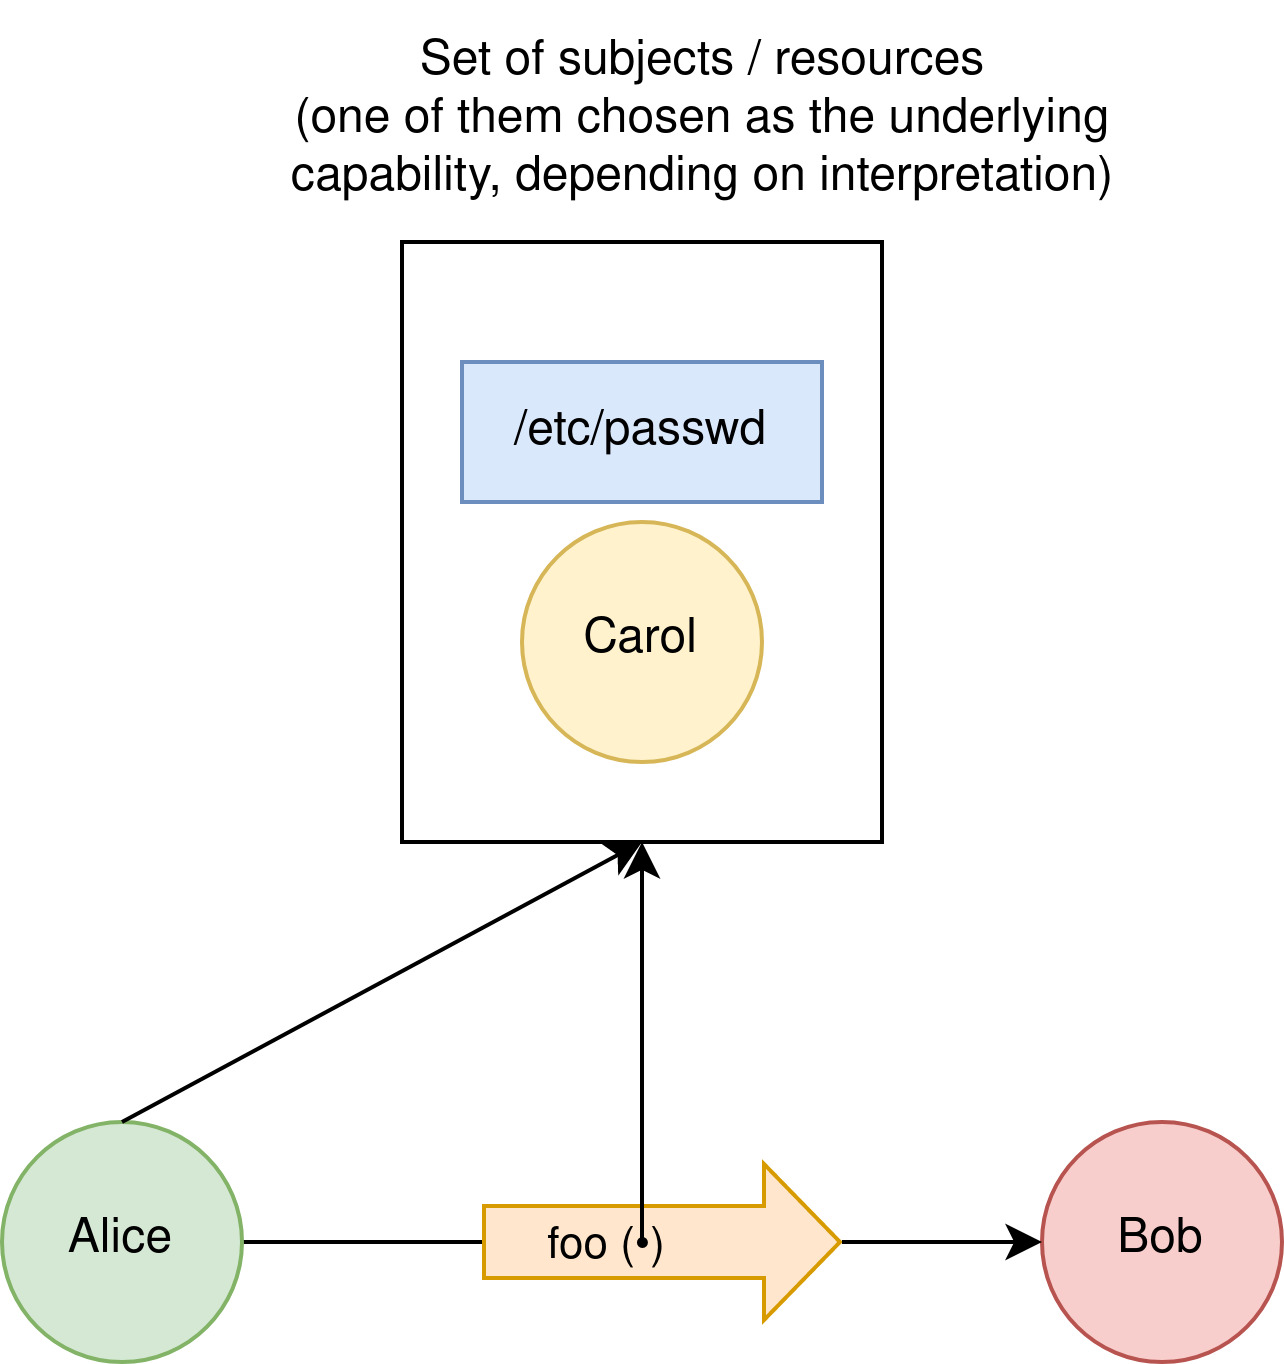 Set of subjects / resources
(one of them chosen as the underlying
capability, depending on interpretation)
/etc/passwd
Carol
Alice
foo ( )
Bob